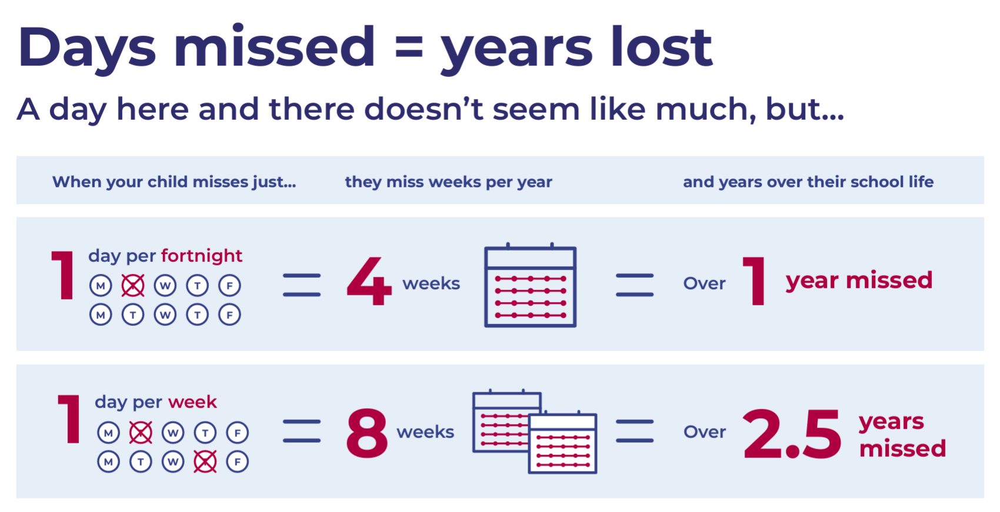 Days missed = years lost
A day here and there doesn’t seem like much, but...
When your child misses just...
they miss weeks per year
and years over their school life
1 day per fortnight
M W T F
M T W T F
=
4 weeks
=
Over 1 year missed
1 day per week
M W T F
M T W F
=
8 weeks
=
Over 2.5 years
missed